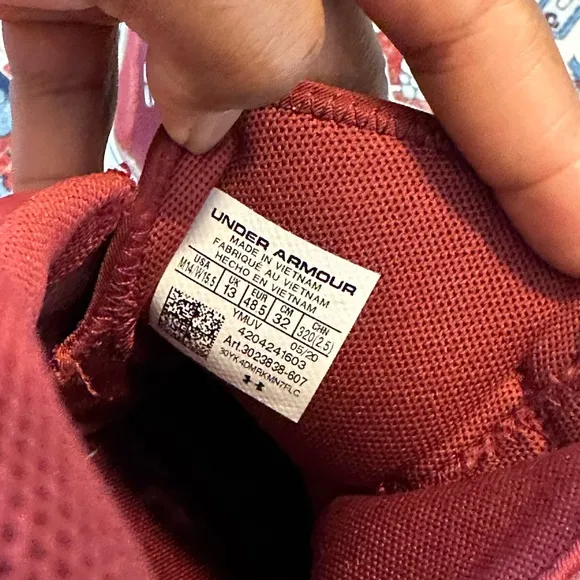 UNDER ARMOUR
MADE IN VIETNAM
FABRIQUÉ AU VIETNAM
HECHO EN VIETNAM
USA UK EUR CM CHN
M14/W15.5 13 48.5 32 320(2.5)
YMUV 05/20
4204241603
Art.3023838-607
30YK4DMRKMN7FLC